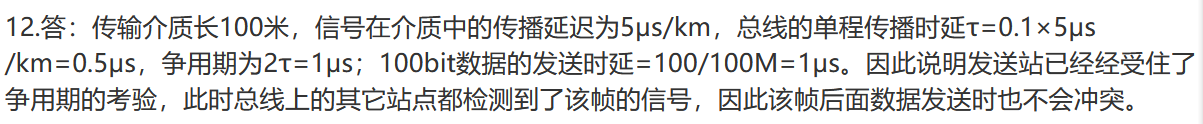 12.答：传输介质长100米，信号在介质中的传播延迟为5μs/km，总线的单程传播时延τ=0.1×5μs
/km=0.5μs，争用期为2τ=1μs；100bit数据的发送时延=100/100M=1μs。因此说明发送站已经经受住了
争用期的考验，此时总线上的其它站点都检测到了该帧的信号，因此该帧后面数据发送时也不会冲突。